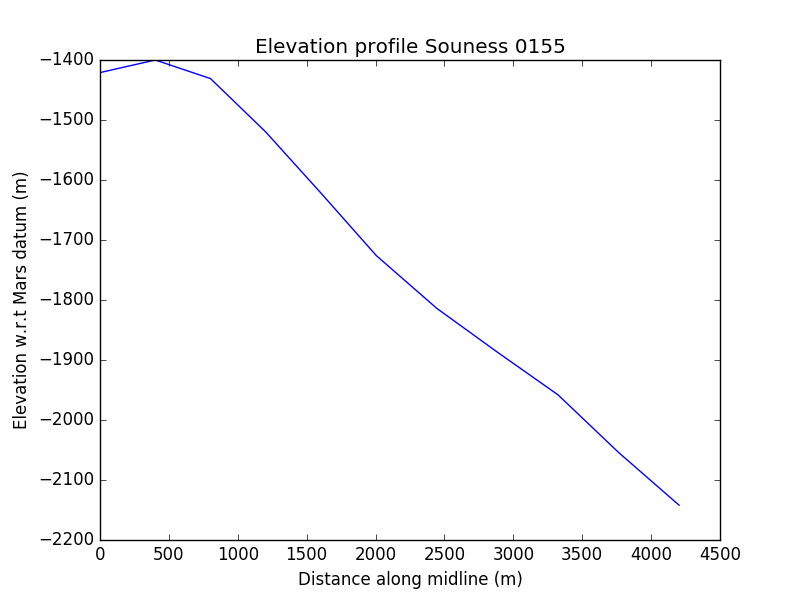 Elevation profile Souness 0155
Elevation w.r.t Mars datum (m)
−1400
−1500
−1600
−1700
−1800
−1900
−2000
−2100
−2200
0 500 1000 1500 2000 2500 3000 3500 4000 4500
Distance along midline (m)